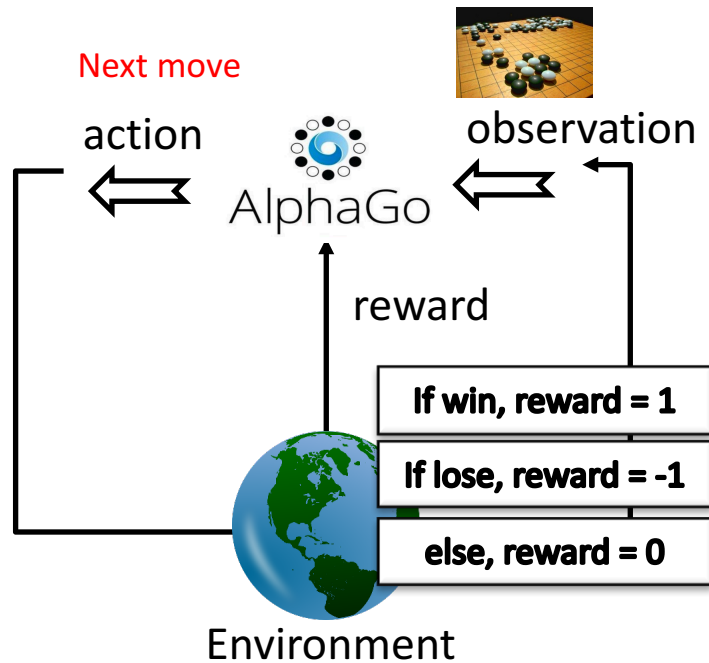 Next move
action
observation
AlphaGo
reward
If win, reward = 1
If lose, reward = -1
else, reward = 0
Environment